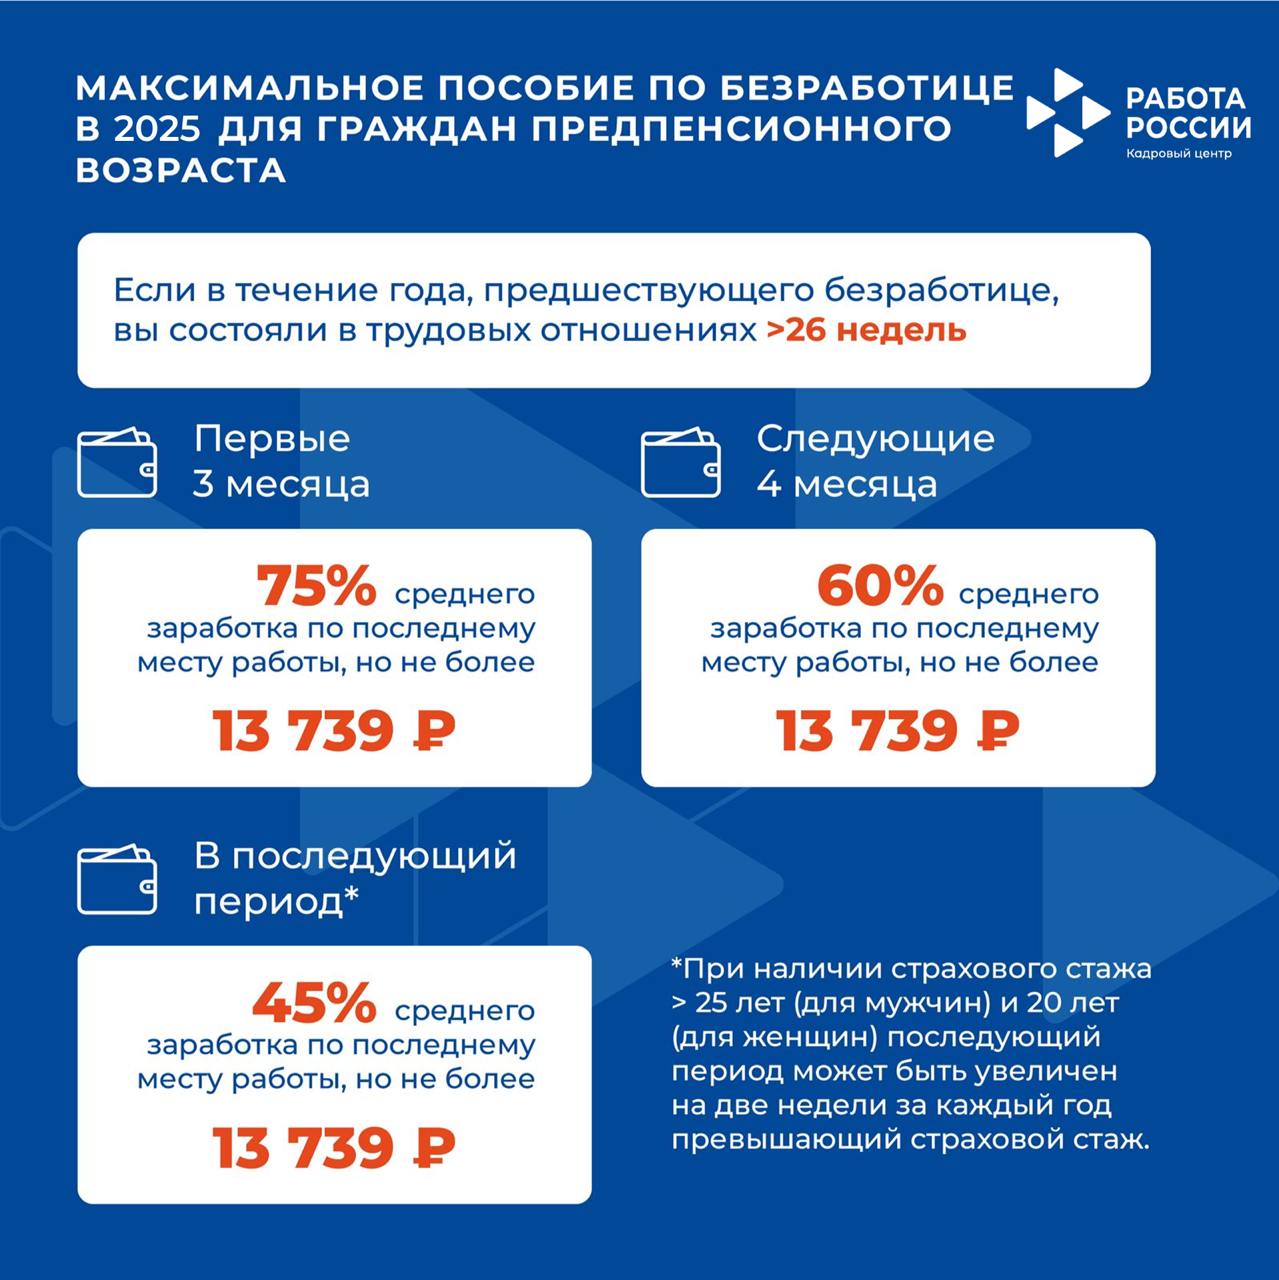 МАКСИМАЛЬНОЕ ПОСОБИЕ ПО БЕЗРАБОТИЦЕ
В 2025 ДЛЯ ГРАЖДАН ПРЕДПЕНСИОННОГО
ВОЗРАСТА
РАБОТА
РОССИИ
Кадровый центр
Если в течение года, предшествующего безработице,
вы состояли в трудовых отношениях >26 недель
Первые
3 месяца
75% среднего
заработка по последнему
месту работы, но не более
13 739 ₽
Следующие
4 месяца
60% среднего
заработка по последнему
месту работы, но не более
13 739 ₽
В последующий
период*
45% среднего
заработка по последнему
месту работы, но не более
13 739 ₽
*При наличии страхового стажа
> 25 лет (для мужчин) и 20 лет
(для женщин) последующий
период может быть увеличен
на две недели за каждый год
превышающий страховой стаж.